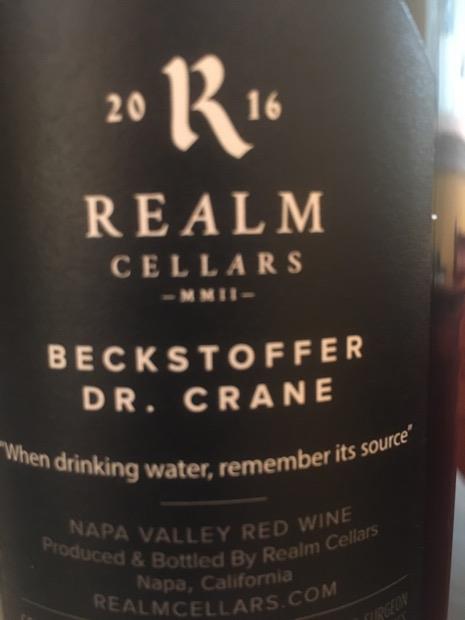 20 R 16
REALM
CELLARS
–MMII–
BECKSTOFFER
DR. CRANE
"When drinking water, remember its source"
NAPA VALLEY RED WINE
Produced & Bottled By Realm Cellars
Napa, California
REALMCELLARS.COM
SURGEON